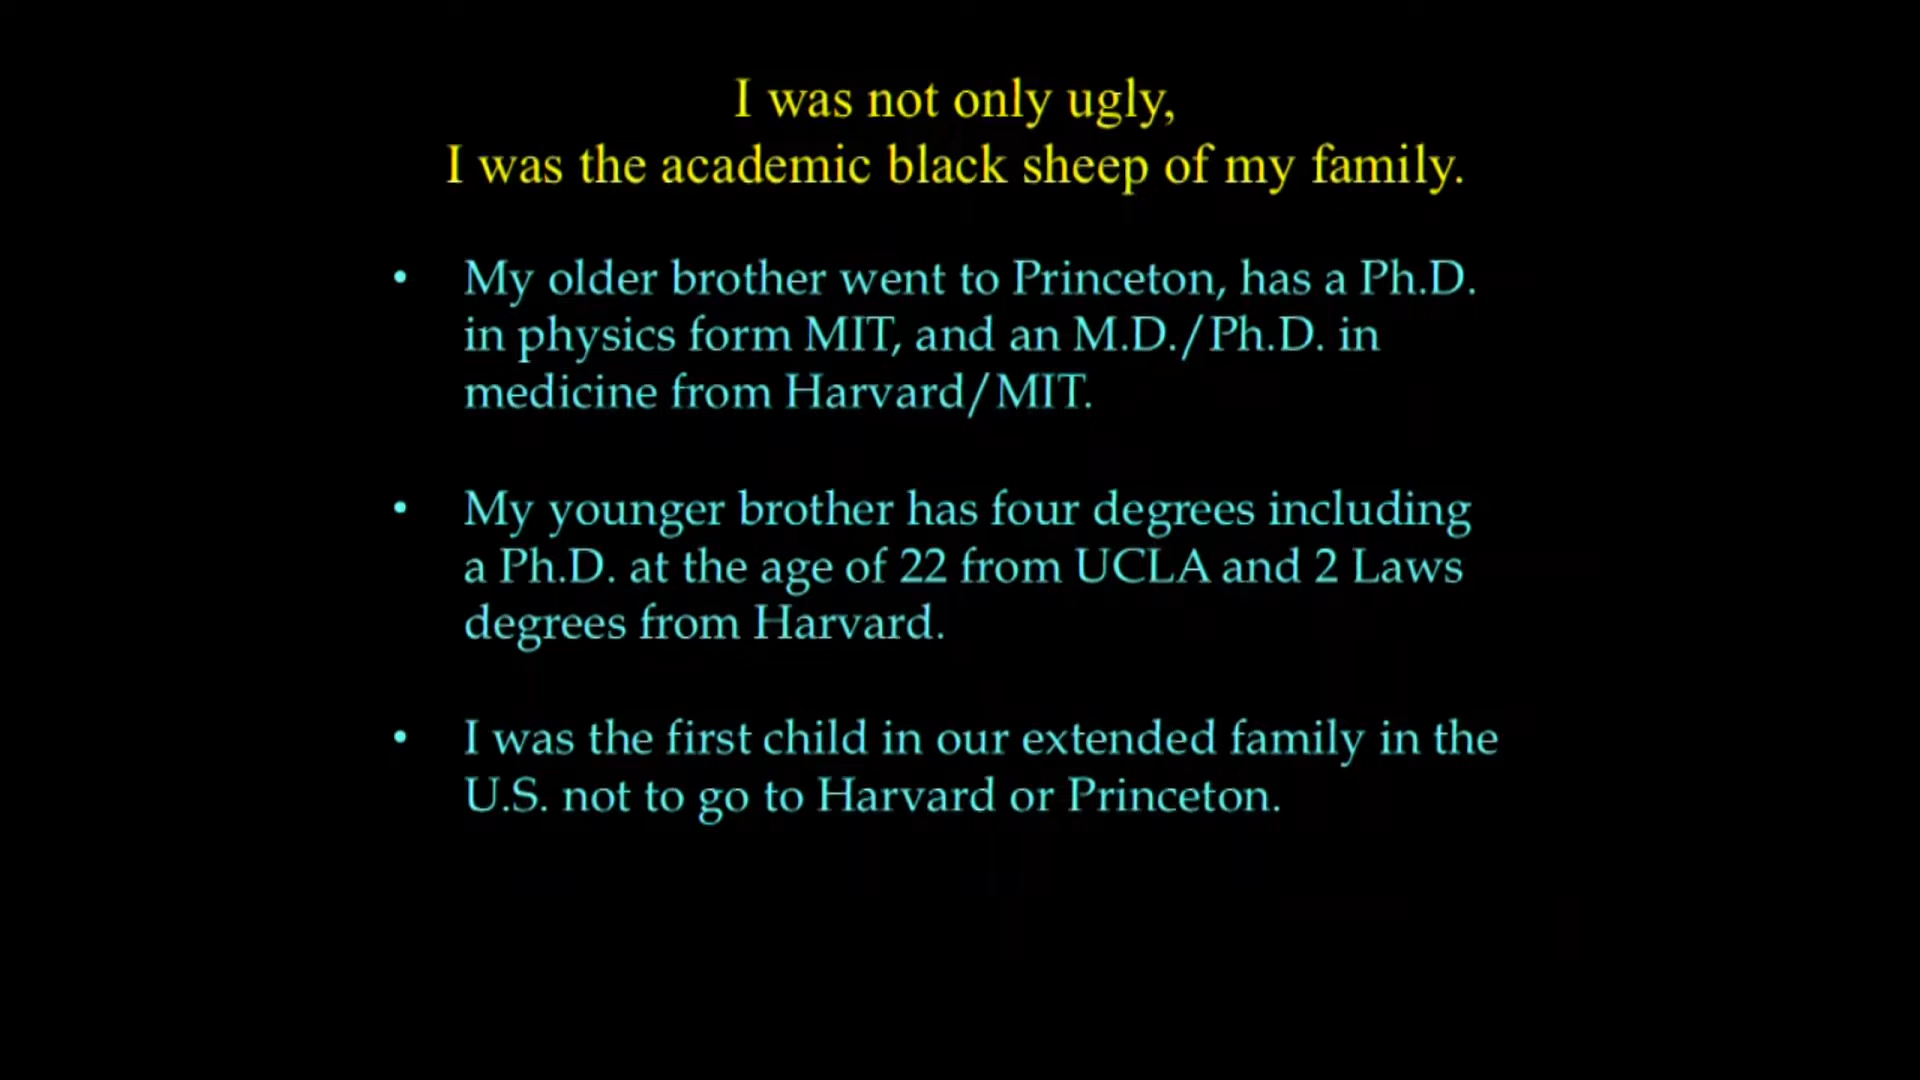 I was not only ugly,
I was the academic black sheep of my family.
• My older brother went to Princeton, has a Ph.D.
in physics form MIT, and an M.D./Ph.D. in
medicine from Harvard/MIT.
• My younger brother has four degrees including
a Ph.D. at the age of 22 from UCLA and 2 Laws
degrees from Harvard.
• I was the first child in our extended family in the
U.S. not to go to Harvard or Princeton.